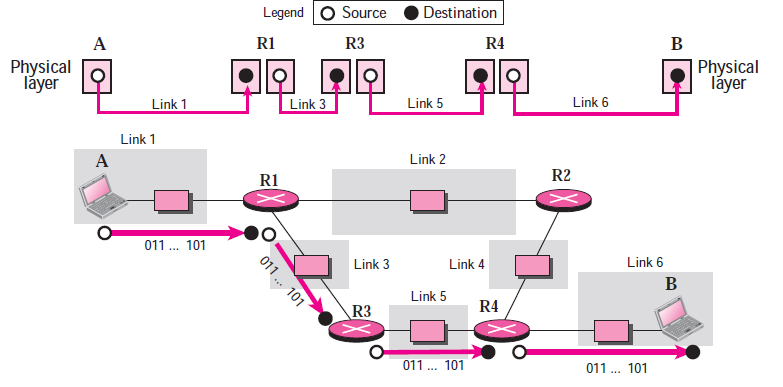 Legend Source Destination
A R1 R3 R4 B
Physical layer
Physical layer
Link 1 Link 3 Link 5 Link 6
Link 1
A
R1
Link 2
R2
011 ... 101
011 ... 101
Link 3
Link 4
Link 6
B
Link 5
R3
R4
011 ... 101
011 ... 101